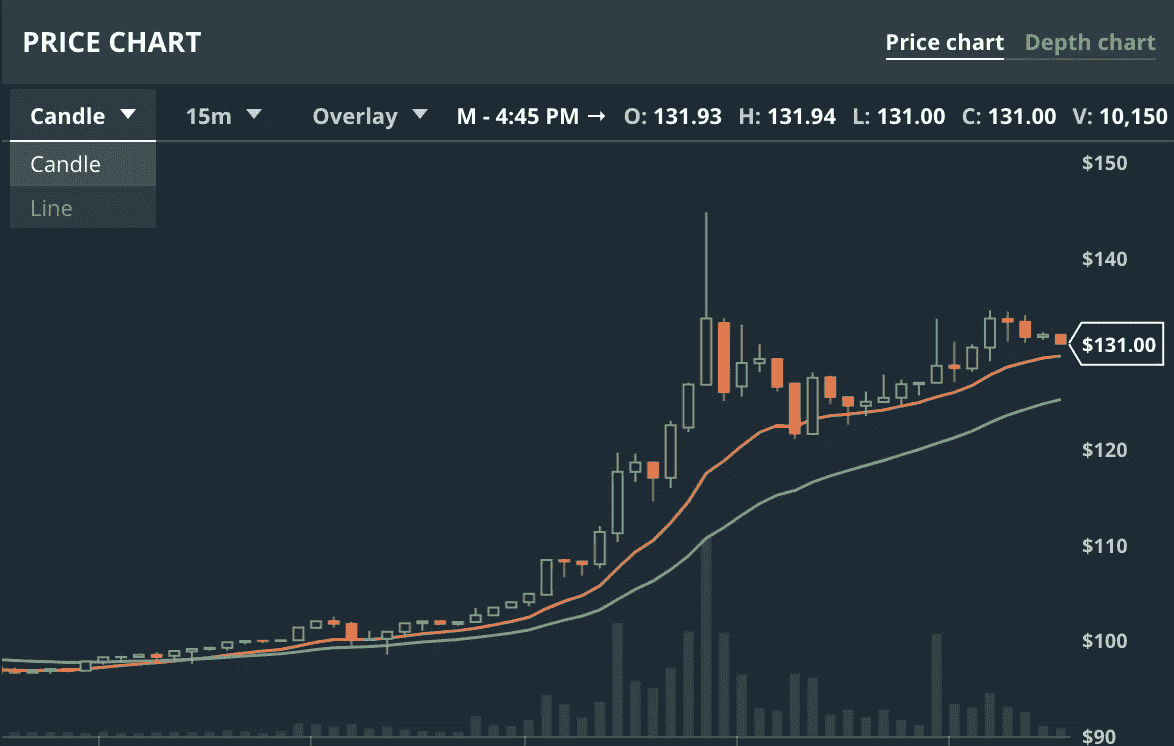 PRICE CHART
Price chart Depth chart
Candle 15m Overlay M - 4:45 PM → O: 131.93 H: 131.94 L: 131.00 C: 131.00 V: 10,150
Candle
Line
$150
$140
$131.00
$120
$110
$100
$90